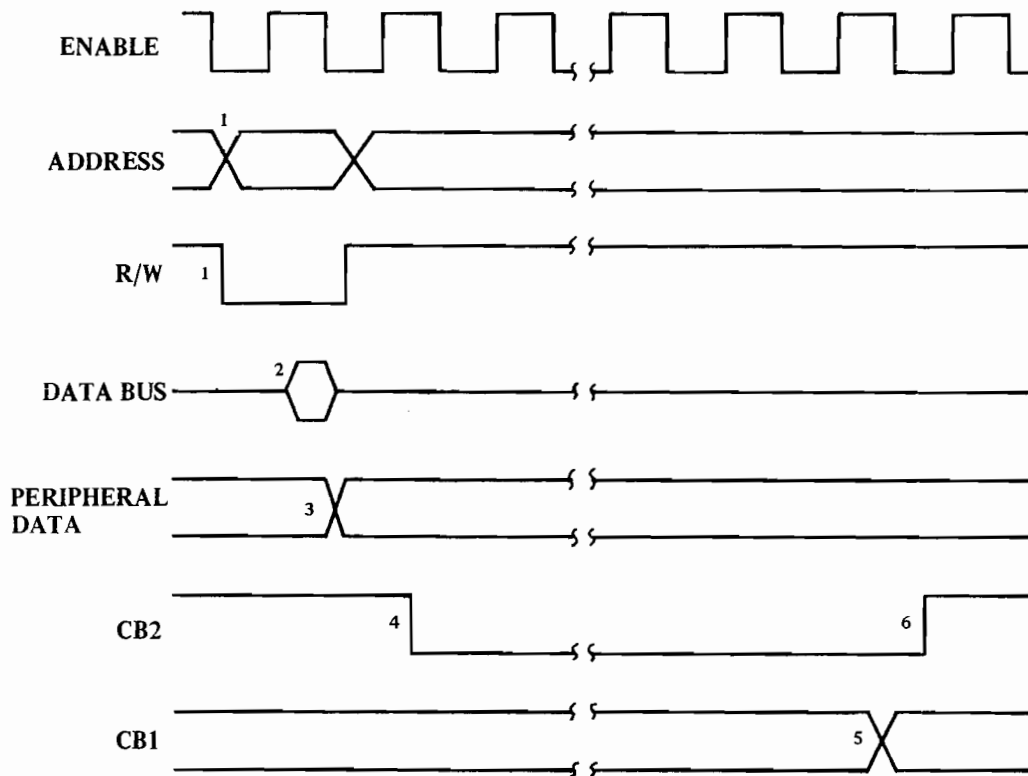 ENABLE
1
ADDRESS
R/W
1
2
DATA BUS
PERIPHERAL
DATA
3
CB2
4
6
CB1
5